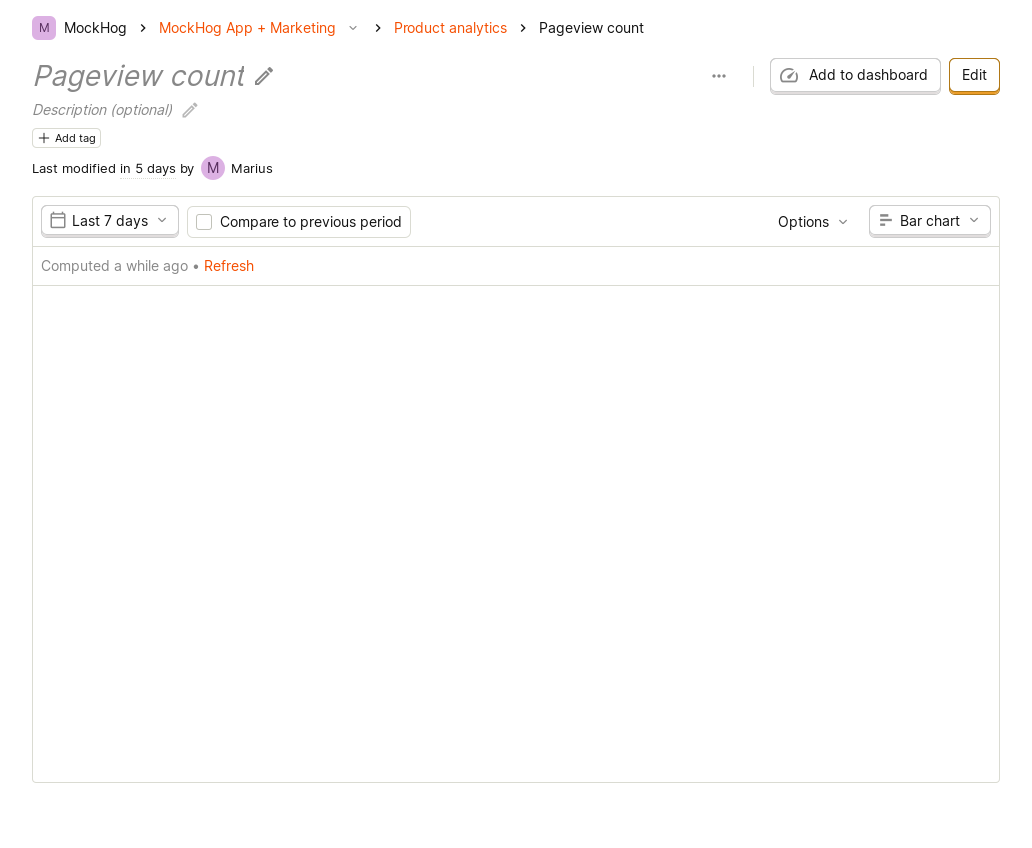 M MockHog MockHog App + Marketing Product analytics Pageview count
Pageview count
Add to dashboard Edit
Description (optional)
Add tag
Last modified in 5 days by M Marius
Last 7 days Compare to previous period Options Bar chart
Computed a while ago • Refresh